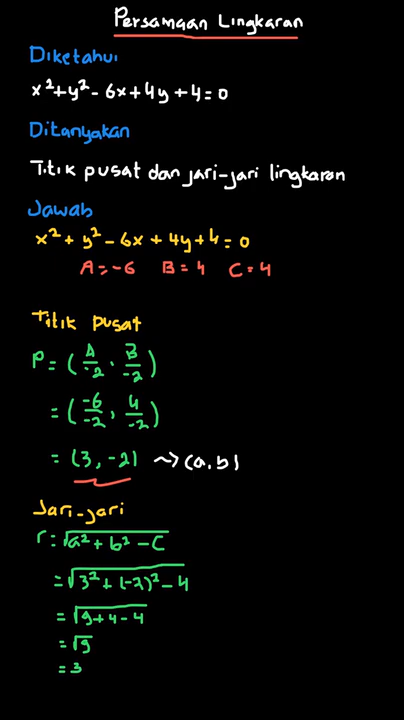 Persamaan Lingkaran
Diketahui
x²+y²-6x+4y+4=0
Ditanyakan
Titik pusat dan jari-jari lingkaran
Jawab
x²+y²-6x+4y+4=0
A=-6 B=4 C=4
Titik pusat
P=(A/-2, B/-2)
=(-6/-2, 4/-2)
=(3,-2) ~>(a,b)
Jari-jari
r=√(a²+b²-C)
=√(3²+(-2)²-4)
=√(9+4-4)
=√9
=3